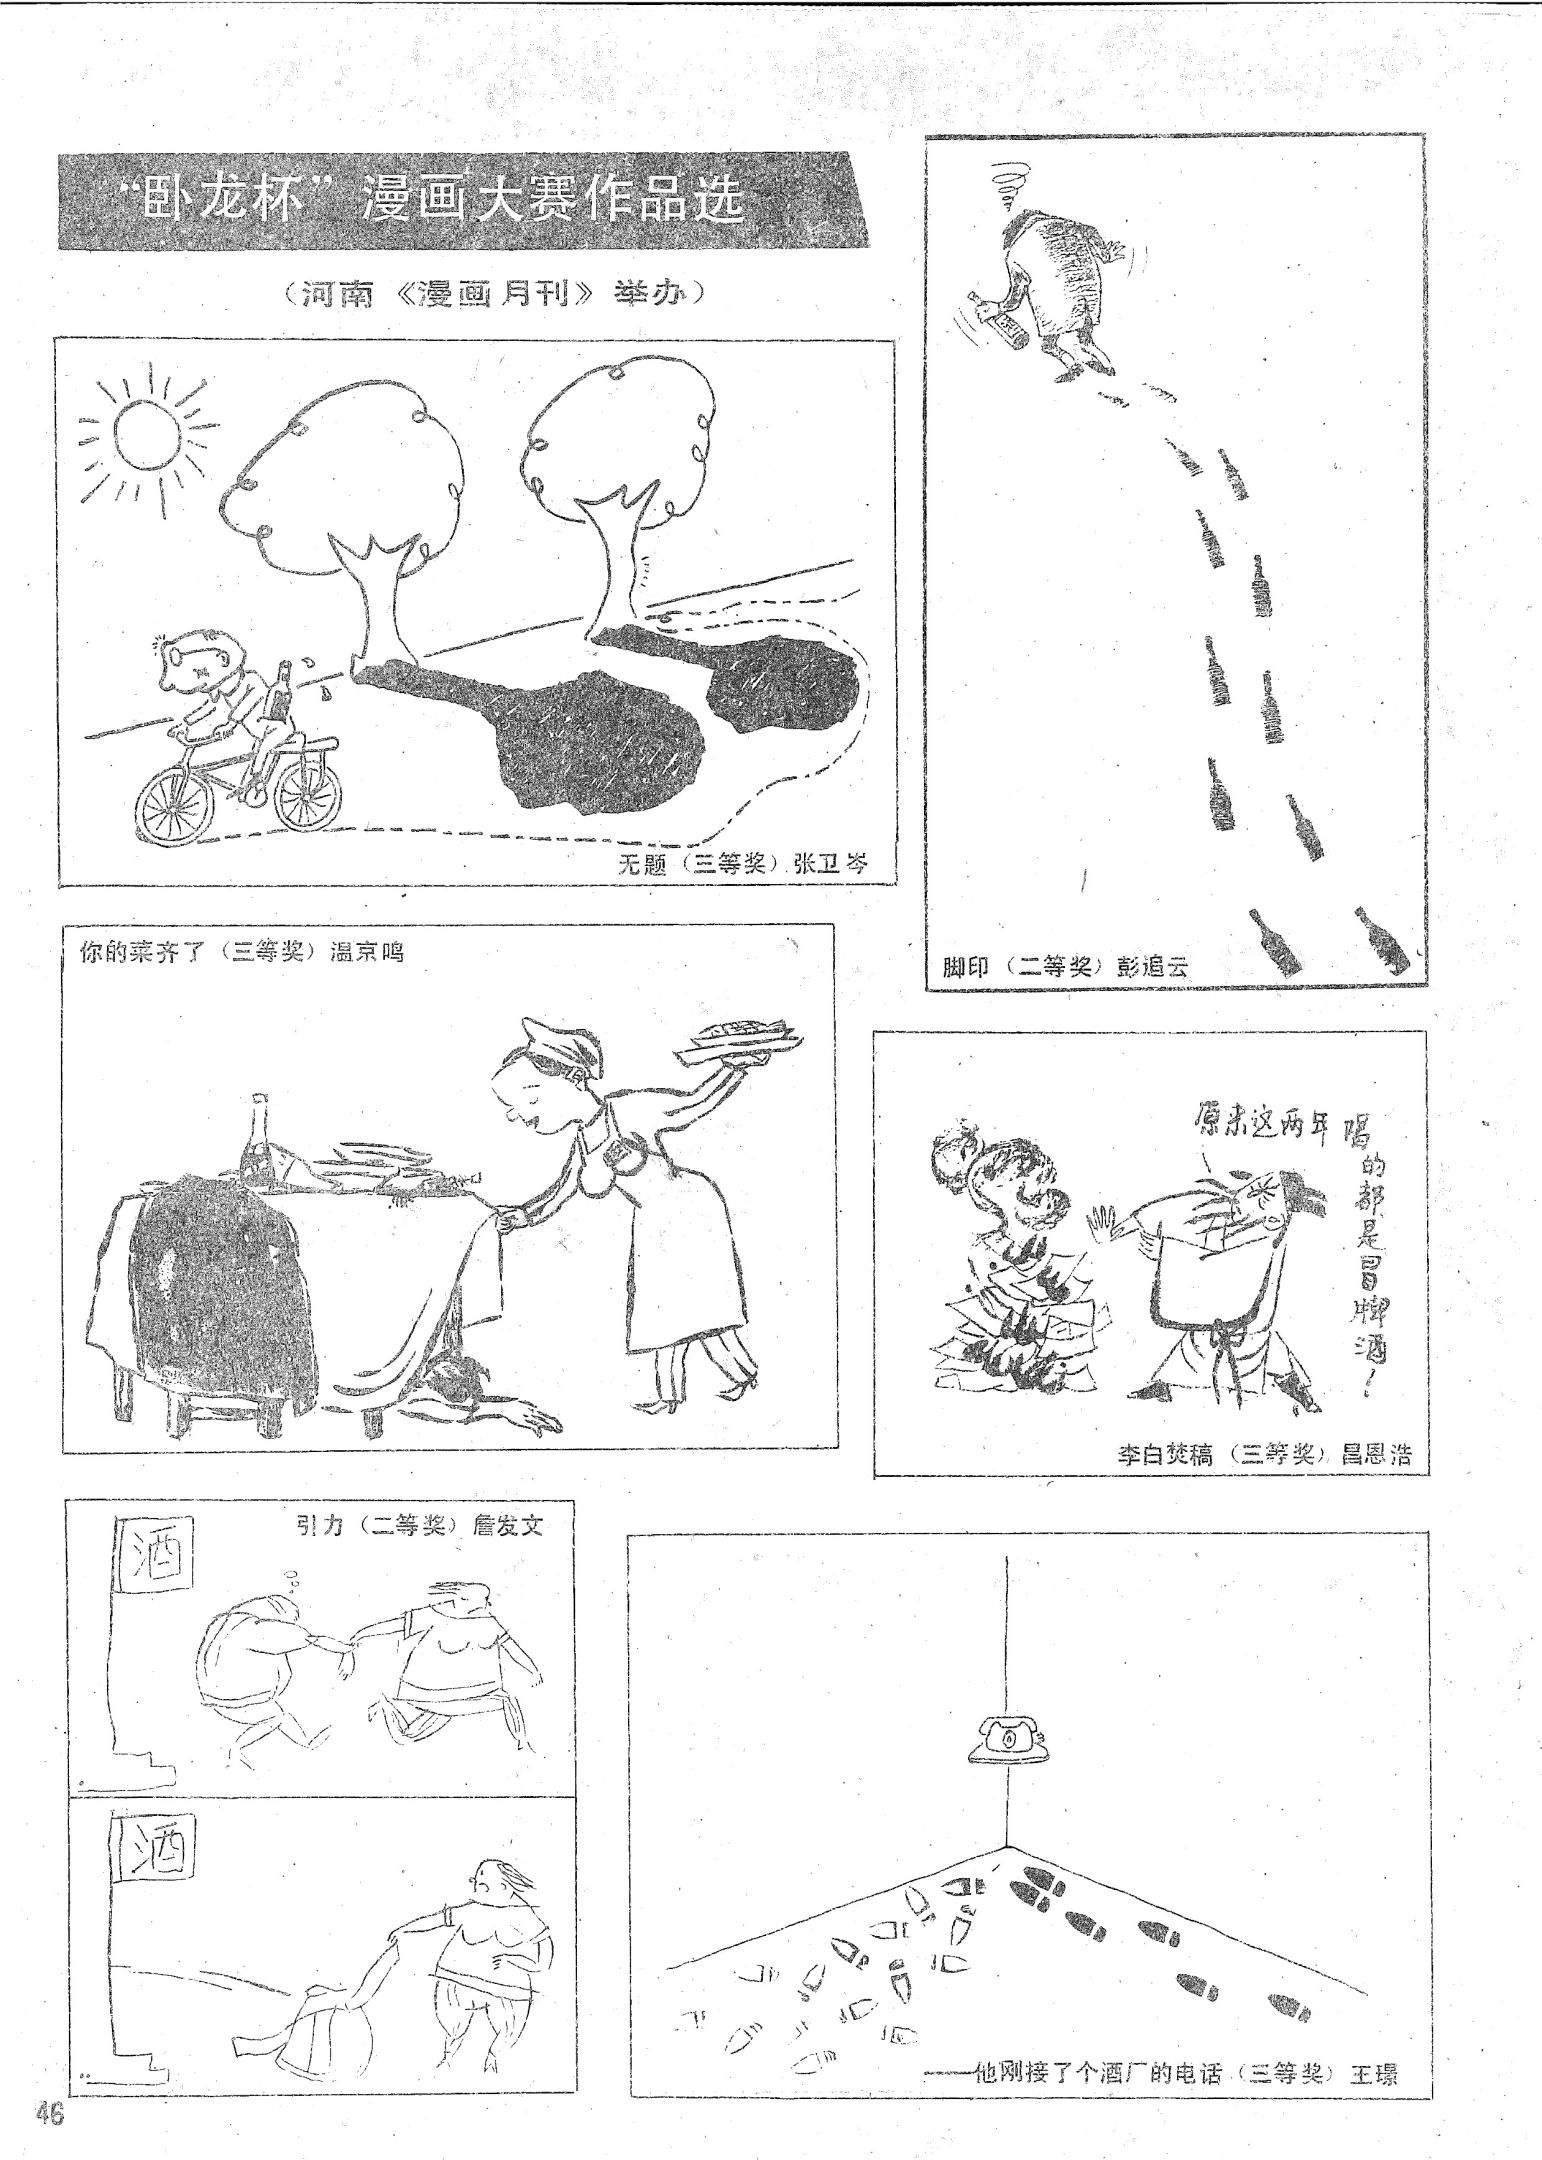 “卧龙杯”漫画大赛作品选
（河南《漫画月刊》举办）
无题（三等奖）张卫岑
脚印（二等奖）彭追云
你的菜齐了（三等奖）温京鸣
原来这两年喝的都是冒牌酒！
李白焚稿（三等奖）昌恩浩
引力（二等奖）詹发文
酒
酒
——他刚接了个酒厂的电话（三等奖）王璟
46